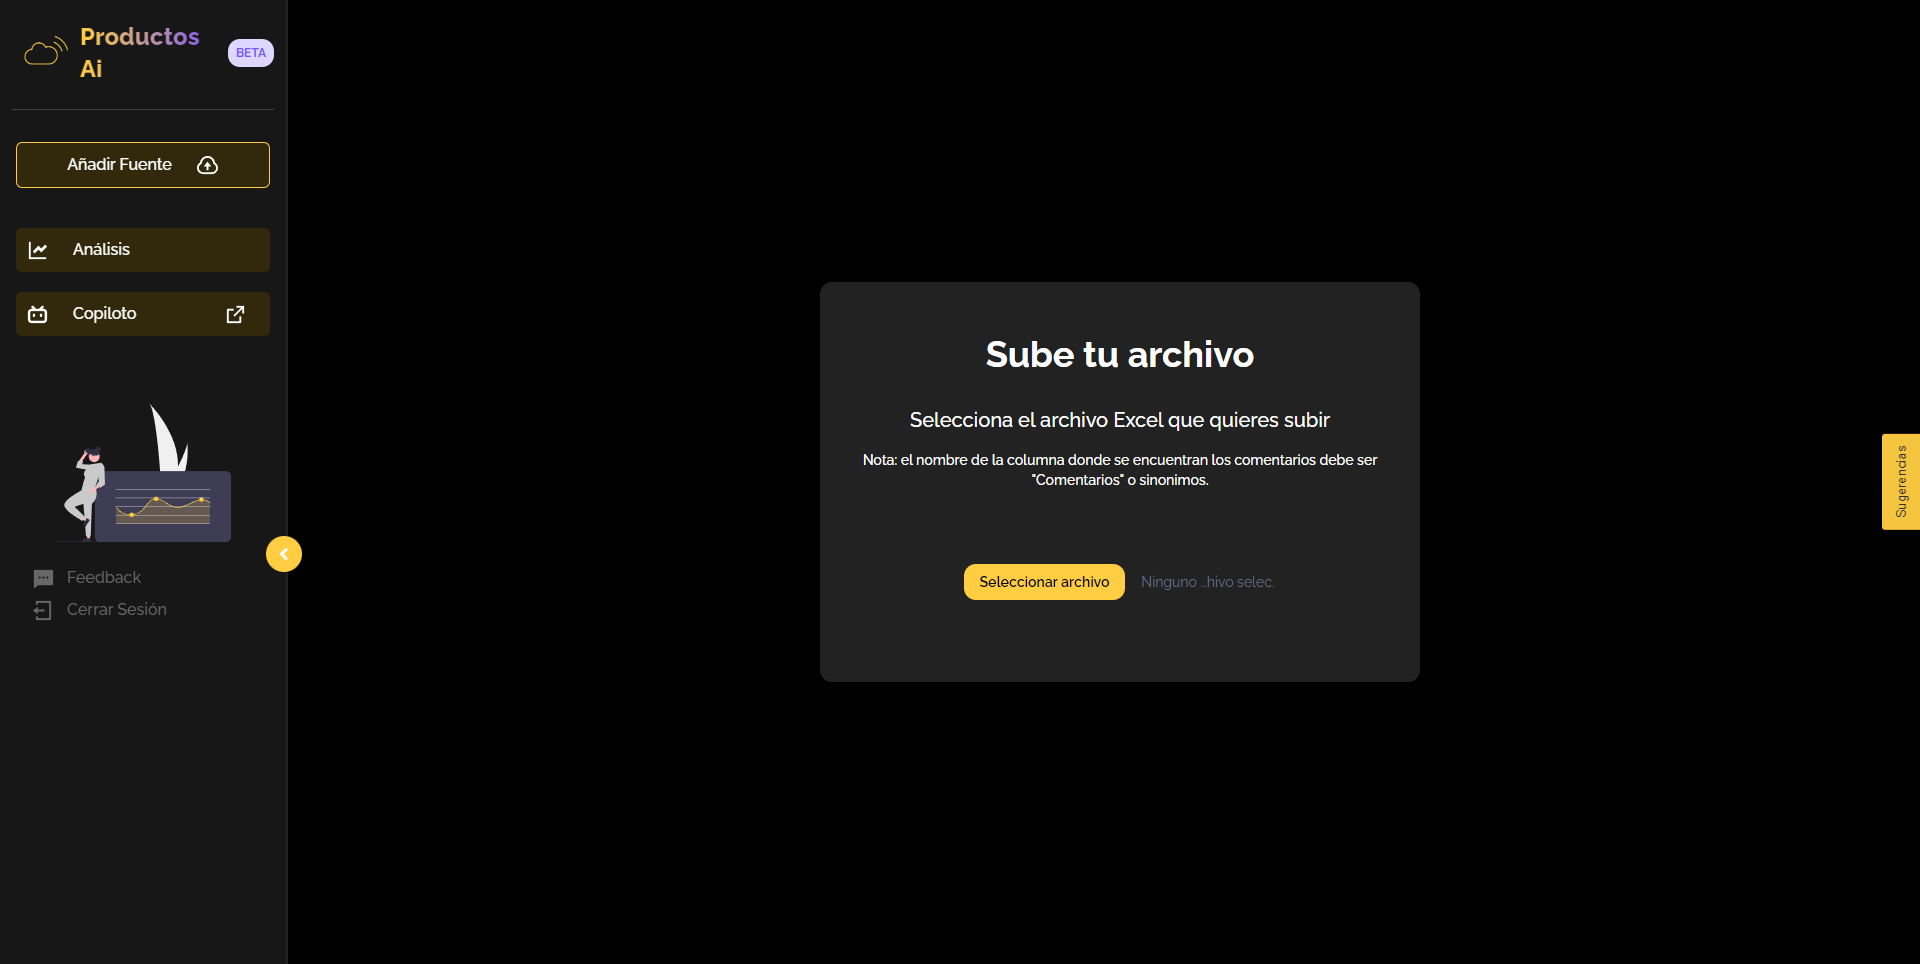 Productos
Ai
BETA
Añadir Fuente
Análisis
Copiloto
Feedback
Cerrar Sesión
Sube tu archivo
Selecciona el archivo Excel que quieres subir
Nota: el nombre de la columna donde se encuentran los comentarios debe ser
"Comentarios" o sinonimos.
Seleccionar archivo
Ninguno ...hivo selec.
Sugerencias